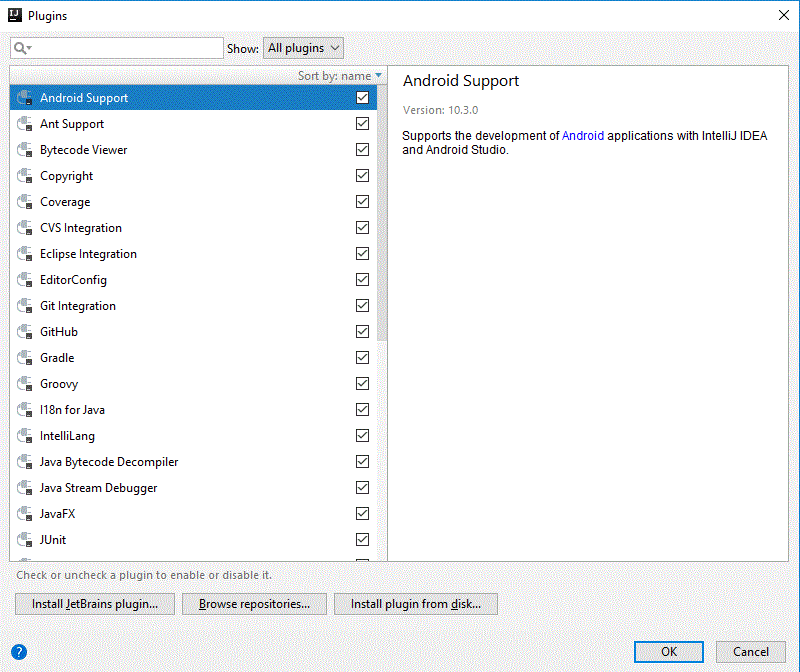 IJ Plugins
Show: All plugins
Sort by: name
Android Support
Ant Support
Bytecode Viewer
Copyright
Coverage
CVS Integration
Eclipse Integration
EditorConfig
Git Integration
GitHub
Gradle
Groovy
I18n for Java
IntelliLang
Java Bytecode Decompiler
Java Stream Debugger
JavaFX
JUnit
Android Support
Version: 10.3.0
Supports the development of Android applications with IntelliJ IDEA
and Android Studio.
Check or uncheck a plugin to enable or disable it.
Install JetBrains plugin... Browse repositories... Install plugin from disk...
? OK Cancel